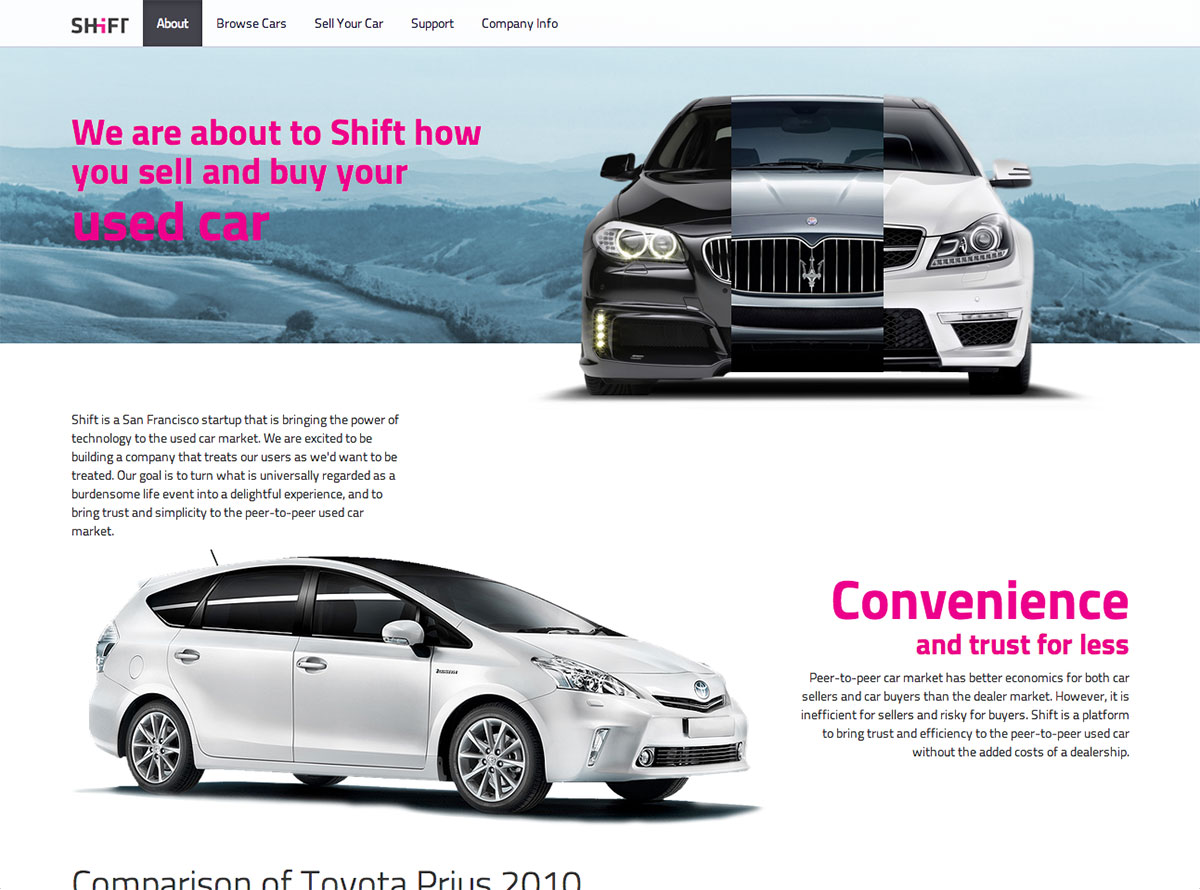 SHiFT
About
Browse Cars
Sell Your Car
Support
Company Info
We are about to Shift how
you sell and buy your
used car
Shift is a San Francisco startup that is bringing the power of
technology to the used car market. We are excited to be
building a company that treats our users as we'd want to be
treated. Our goal is to turn what is universally regarded as a
burdensome life event into a delightful experience, and to
bring trust and simplicity to the peer-to-peer used car
market.
Convenience
and trust for less
Peer-to-peer car market has better economics for both car
sellers and car buyers than the dealer market. However, it is
inefficient for sellers and risky for buyers. Shift is a platform
to bring trust and efficiency to the peer-to-peer used car
without the added costs of a dealership.
Comparison of Toyota Prius 2010